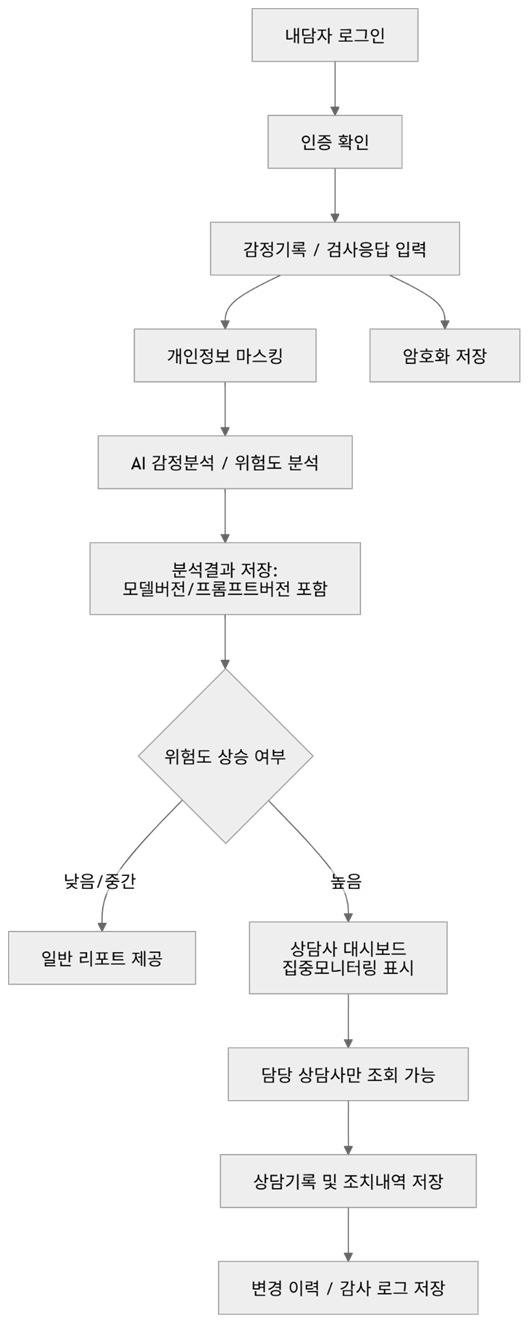 내담자 로그인
인증 확인
감정기록 / 검사응답 입력
개인정보 마스킹
암호화 저장
AI 감정분석 / 위험도 분석
분석결과 저장:
모델버전/프롬프트버전 포함
위험도 상승 여부
낮음/중간
높음
일반 리포트 제공
상담사 대시보드
집중모니터링 표시
담당 상담사만 조회 가능
상담기록 및 조치내역 저장
변경 이력 / 감사 로그 저장